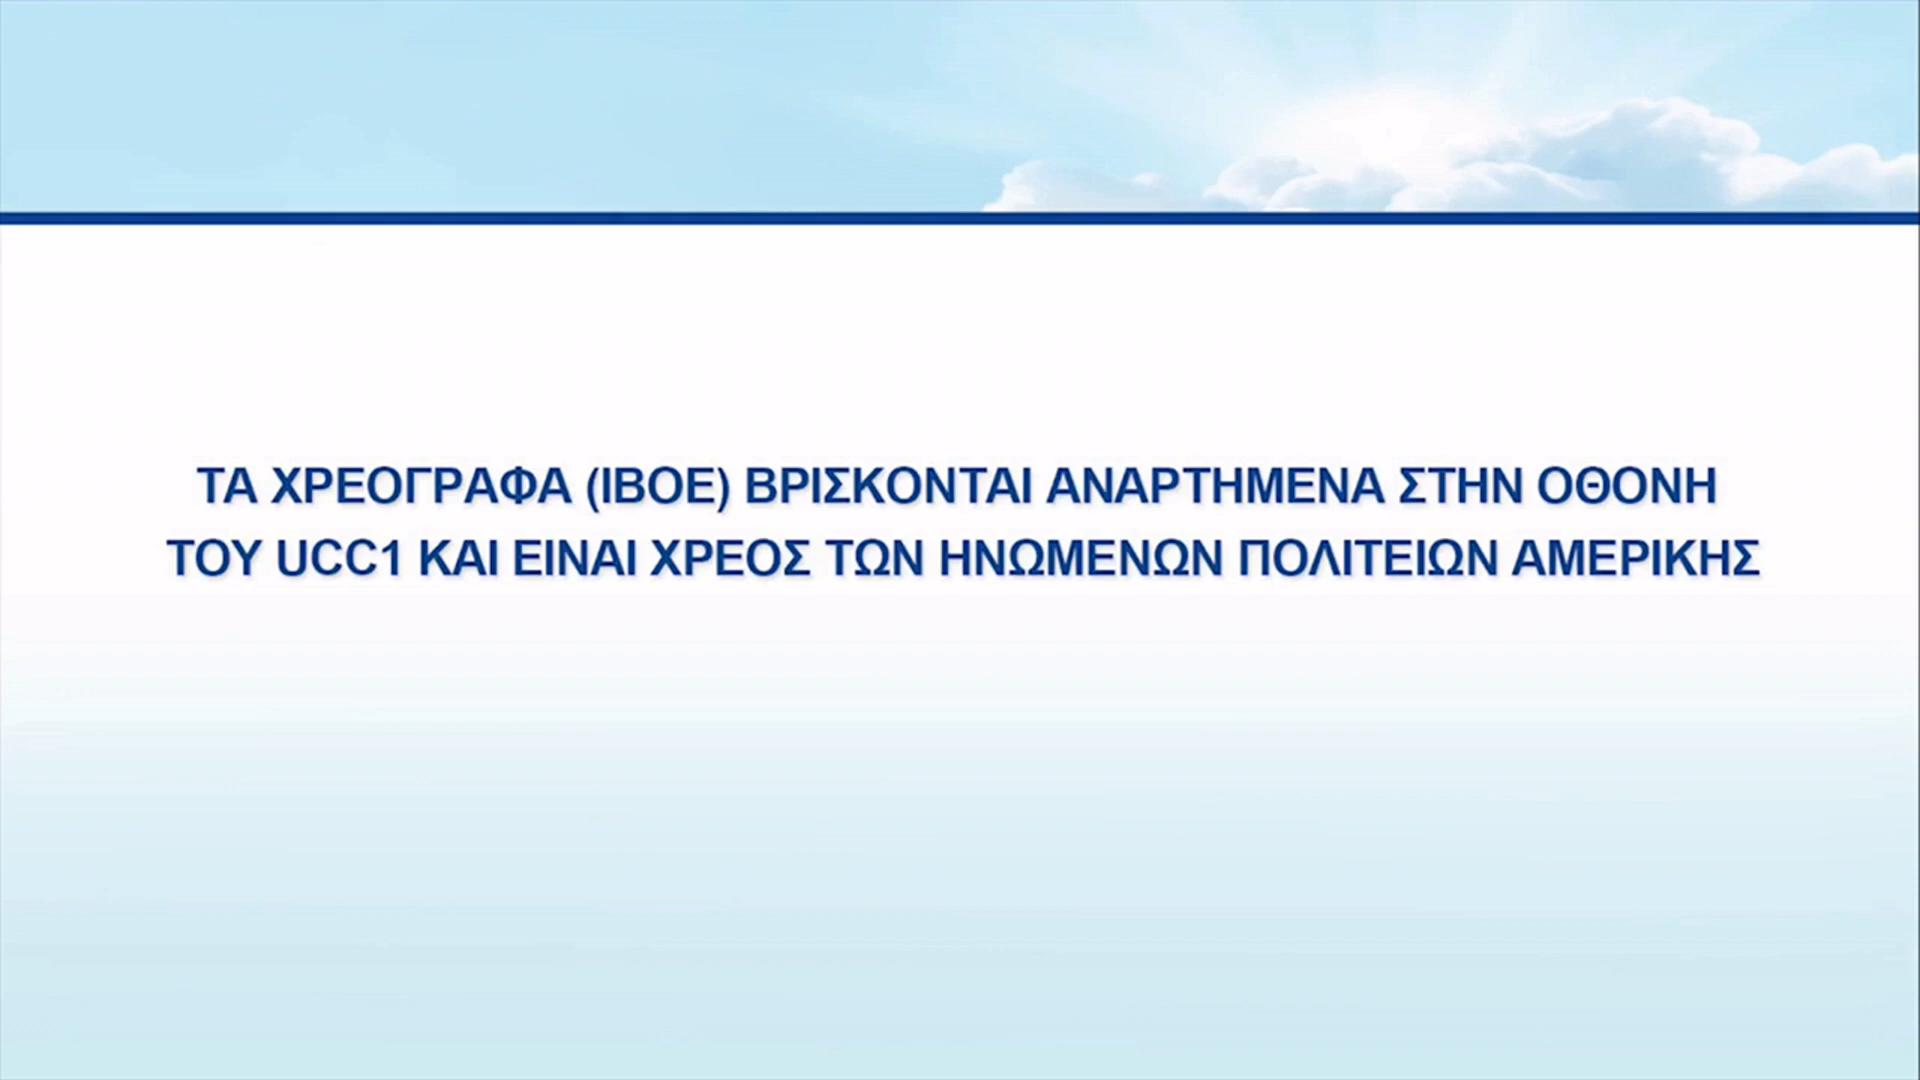 ΤΑ ΧΡΕΟΓΡΑΦΑ (IBOE) ΒΡΙΣΚΟΝΤΑΙ ΑΝΑΡΤΗΜΕΝΑ ΣΤΗΝ ΟΘΟΝΗ
ΤΟΥ UCC1 ΚΑΙ ΕΙΝΑΙ ΧΡΕΟΣ ΤΩΝ ΗΝΩΜΕΝΩΝ ΠΟΛΙΤΕΙΩΝ ΑΜΕΡΙΚΗΣ